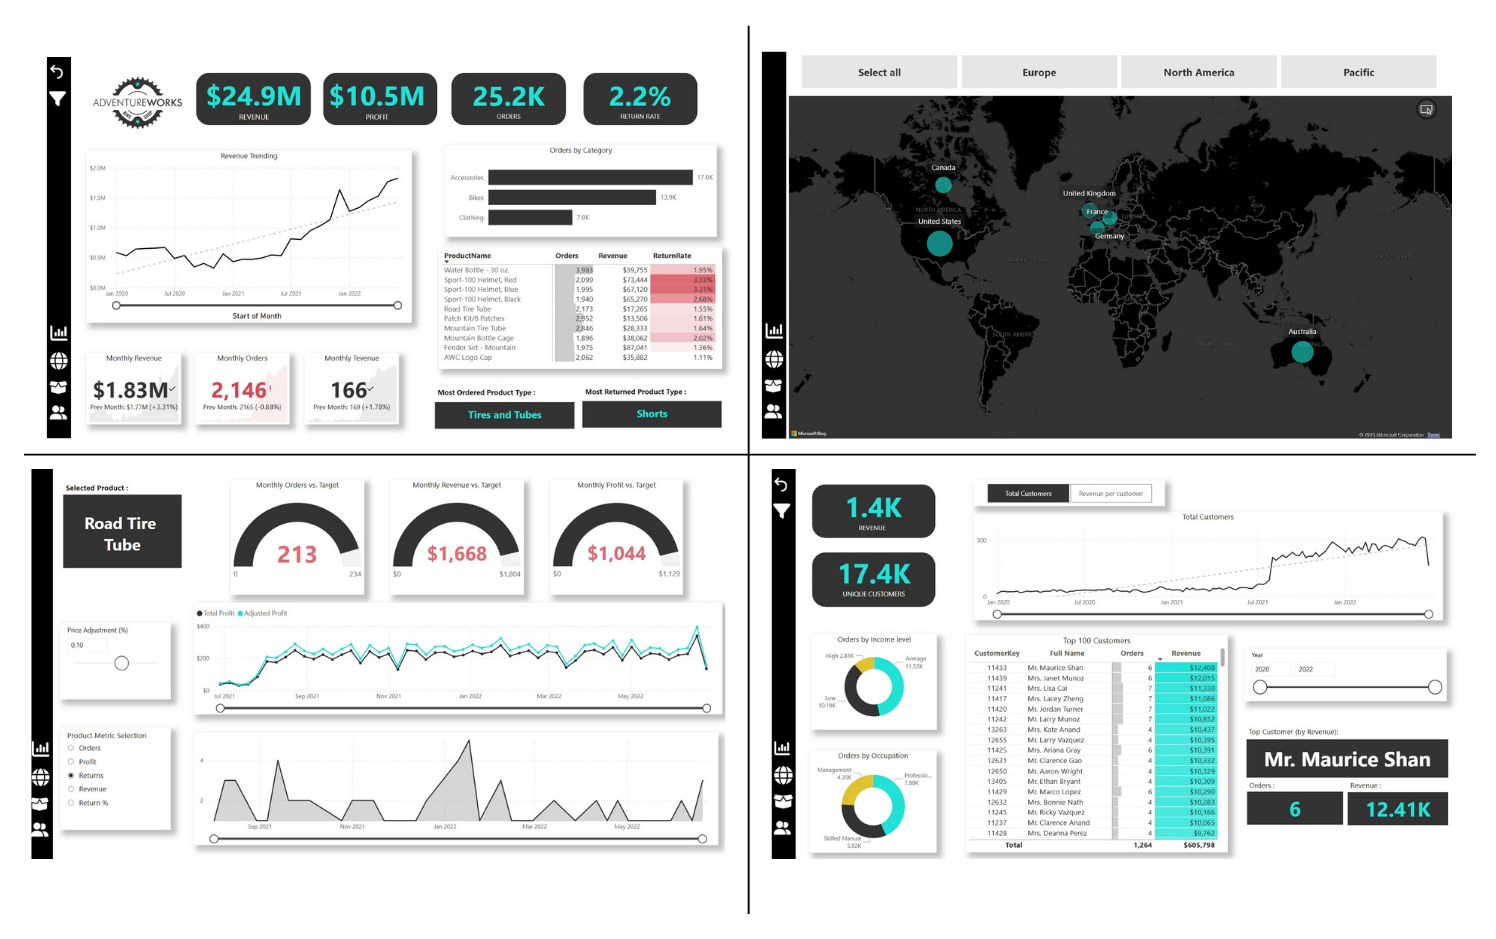 ADVENTUREWORKS
BIKE SHOP
$24.9M
REVENUE
$10.5M
PROFIT
25.2K
ORDERS
2.2%
RETURN RATE
Revenue Trending
$2.0M
$1.5M
$1.0M
$0.5M
$0.0M
Jan 2020
Jul 2020
Jan 2021
Jul 2021
Jan 2022
Start of Month
Orders by Category
Accessories 17.0K
Bikes 13.9K
Clothing 7.0K
ProductName Orders Revenue ReturnRate
Water Bottle - 30 oz. 3,983 $39,755 1.95%
Sport-100 Helmet, Red 2,099 $73,444 3.33%
Sport-100 Helmet, Blue 1,995 $67,120 3.31%
Sport-100 Helmet, Black 1,940 $65,270 2.68%
Road Tire Tube 2,173 $17,265 1.55%
Patch Kit/8 Patches 2,952 $13,506 1.61%
Mountain Tire Tube 2,846 $28,333 1.64%
Mountain Bottle Cage 1,896 $38,062 2.02%
Fender Set - Mountain 1,975 $87,041 1.36%
AWC Logo Cap 2,062 $35,882 1.11%
Monthly Revenue
$1.83M
Prev Month: $1.77M (+3.31%)
Monthly Orders
2,146!
Prev Month: 2165 (-0.88%)
Monthly Tevenue
166
Prev Month: 169 (+1.78%)
Most Ordered Product Type :
Tires and Tubes
Most Returned Product Type :
Shorts
Select all
Europe
North America
Pacific
Canada
NORTH AMERICA
United States
United Kingdom
France
EUROPE
Germany
ASIA
AFRICA
SOUTH AMERICA
Australia
AUSTRALIA
Microsoft Bing
© 2025 Microsoft Corporation Terms
Selected Product :
Road Tire
Tube
Monthly Orders vs. Target
213
0 234
Monthly Revenue vs. Target
$1,668
$0 $1,804
Monthly Profit vs. Target
$1,044
$0 $1,129
Price Adjustment (%)
0.10
Total Profit Adjusted Profit
$400
$200
$0
Jul 2021
Sep 2021
Nov 2021
Jan 2022
Mar 2022
May 2022
Product Metric Selection
Orders
Profit
Returns
Revenue
Return %
4
2
Sep 2021
Nov 2021
Jan 2022
Mar 2022
May 2022
1.4K
REVENUE
17.4K
UNIQUE CUSTOMERS
Total Customers
Revenue per customer
Total Customers
500
0
Jan 2020
Jul 2020
Jan 2021
Jul 2021
Jan 2022
Orders by Income level
High 2.81K
Average
11.53K
Low
10.19K
Orders by Occupation
Management
4.35K
Professio...
7.88K
Skilled Manual
5.92K
Top 100 Customers
CustomerKey Full Name Orders Revenue
11433 Mr. Maurice Shan 6 $12,408
11439 Mrs. Janet Munoz 6 $12,015
11241 Mrs. Lisa Cai 7 $11,330
11417 Mrs. Lacey Zheng 7 $11,086
11420 Mr. Jordan Turner 7 $11,022
11242 Mr. Larry Munoz 7 $10,852
13263 Mrs. Kate Anand 4 $10,437
12655 Mr. Larry Vazquez 4 $10,395
11425 Mrs. Ariana Gray 6 $10,391
12631 Mr. Clarence Gao 4 $10,332
12650 Mr. Aaron Wright 4 $10,329
13405 Mr. Ethan Bryant 4 $10,309
11429 Mr. Marco Lopez 6 $10,290
12632 Mrs. Bonnie Nath 4 $10,283
11245 Mr. Ricky Vazquez 4 $10,166
11237 Mr. Clarence Anand 4 $10,065
11428 Mrs. Deanna Perez 4 $9,762
Total 1,264 $605,798
Year
2020 2022
Top Customer (by Revenue):
Mr. Maurice Shan
Orders :
6
Revenue :
12.41K